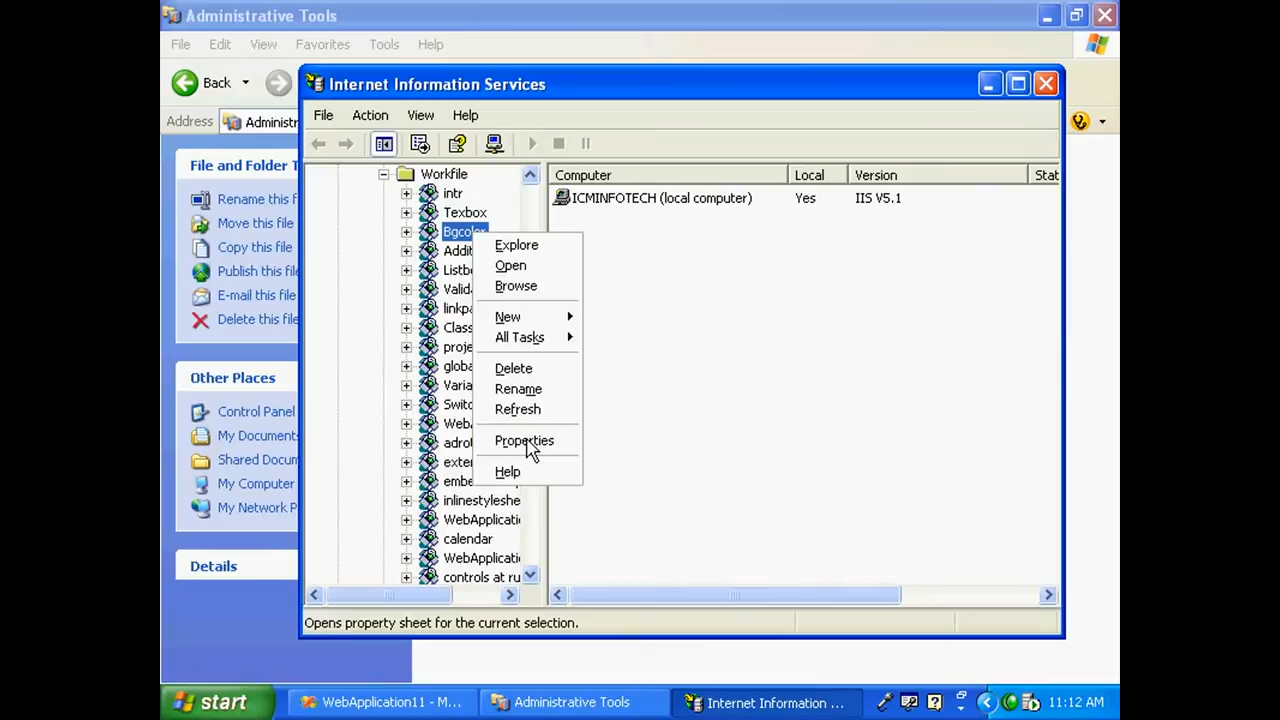 Administrative Tools
File Edit View Favorites Tools Help
Back
Address Administr
Internet Information Services
File Action View Help
File and Folder T
Rename this f
Move this file
Copy this file
Publish this file
E-mail this file
Delete this file
Other Places
Control Panel
My Documents
Shared Docum
My Computer
My Network P
Details
Workfile
intr
Texbox
Bgcolor
Addit
Listb
Valida
linkpa
Class
proje
globa
Varia
Switc
WebA
adrot
exter
embe
inlinestyleshe
WebApplicati
calendar
WebApplicati
controls at ru
Explore
Open
Browse
New
All Tasks
Delete
Rename
Refresh
Properties
Help
Computer Local Version Stat
ICMINFOTECH (local computer) Yes IIS V5.1
Opens property sheet for the current selection.
start WebApplication11 - M... Administrative Tools Internet Information ... 11:12 AM